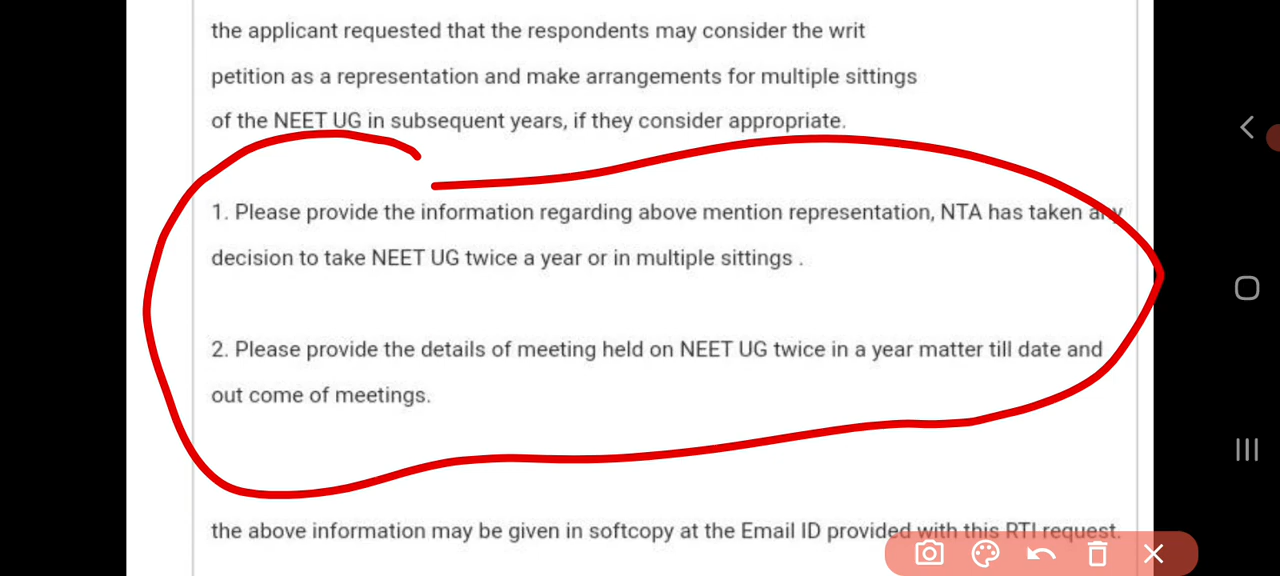 the applicant requested that the respondents may consider the writ
petition as a representation and make arrangements for multiple sittings
of the NEET UG in subsequent years, if they consider appropriate.
1. Please provide the information regarding above mention representation, NTA has taken any
decision to take NEET UG twice a year or in multiple sittings .
2. Please provide the details of meeting held on NEET UG twice in a year matter till date and
out come of meetings.
the above information may be given in softcopy at the Email ID provided with this RTI request.